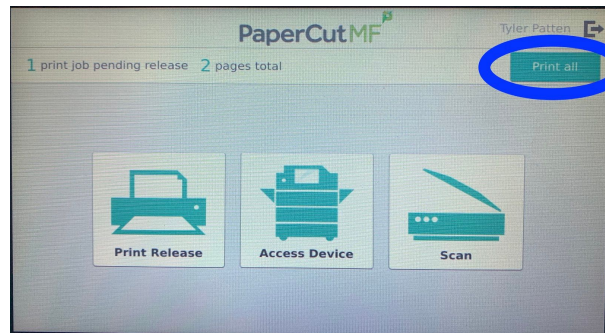 PaperCut MF
Tyler Patten
1 print job pending release 2 pages total
Print all
Print Release
Access Device
Scan